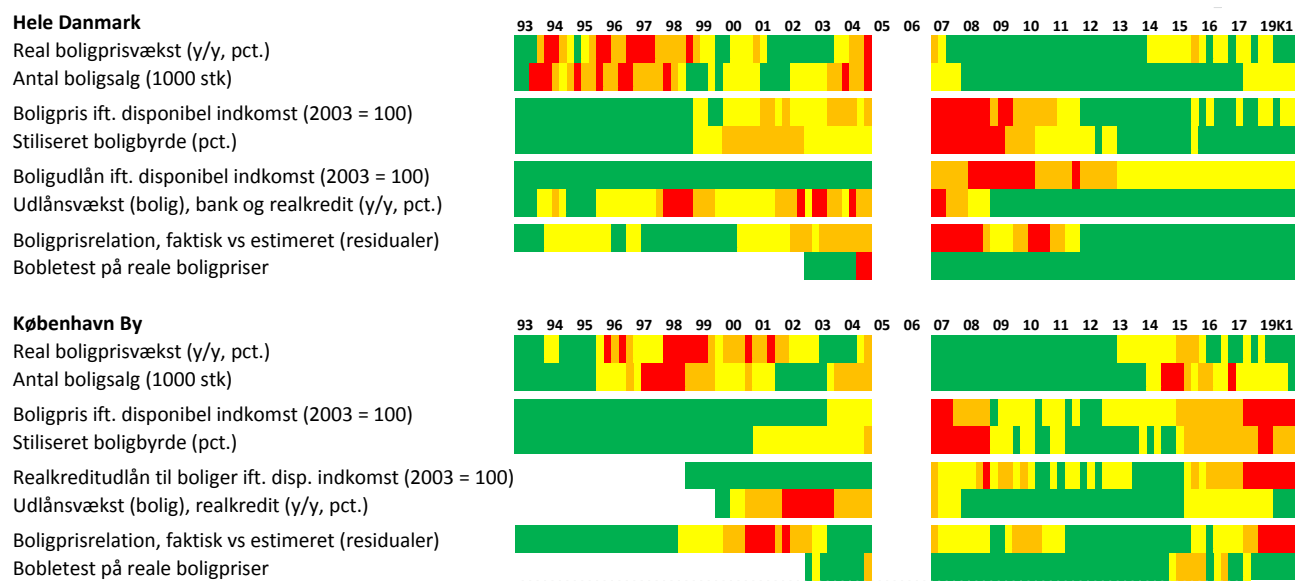 Hele Danmark 93 94 95 96 97 98 99 00 01 02 03 04 05 06 07 08 09 10 11 12 13 14 15 16 17 19K1
Real boligprisvækst (y/y, pct.)
Antal boligsalg (1000 stk)
Boligpris ift. disponibel indkomst (2003 = 100)
Stiliseret boligbyrde (pct.)
Boligudlån ift. disponibel indkomst (2003 = 100)
Udlånsvækst (bolig), bank og realkredit (y/y, pct.)
Boligprisrelation, faktisk vs estimeret (residualer)
Bobletest på reale boligpriser
København By 93 94 95 96 97 98 99 00 01 02 03 04 05 06 07 08 09 10 11 12 13 14 15 16 17 19K1
Real boligprisvækst (y/y, pct.)
Antal boligsalg (1000 stk)
Boligpris ift. disponibel indkomst (2003 = 100)
Stiliseret boligbyrde (pct.)
Realkreditudlån til boliger ift. disp. indkomst (2003 = 100)
Udlånsvækst (bolig), realkredit (y/y, pct.)
Boligprisrelation, faktisk vs estimeret (residualer)
Bobletest på reale boligpriser